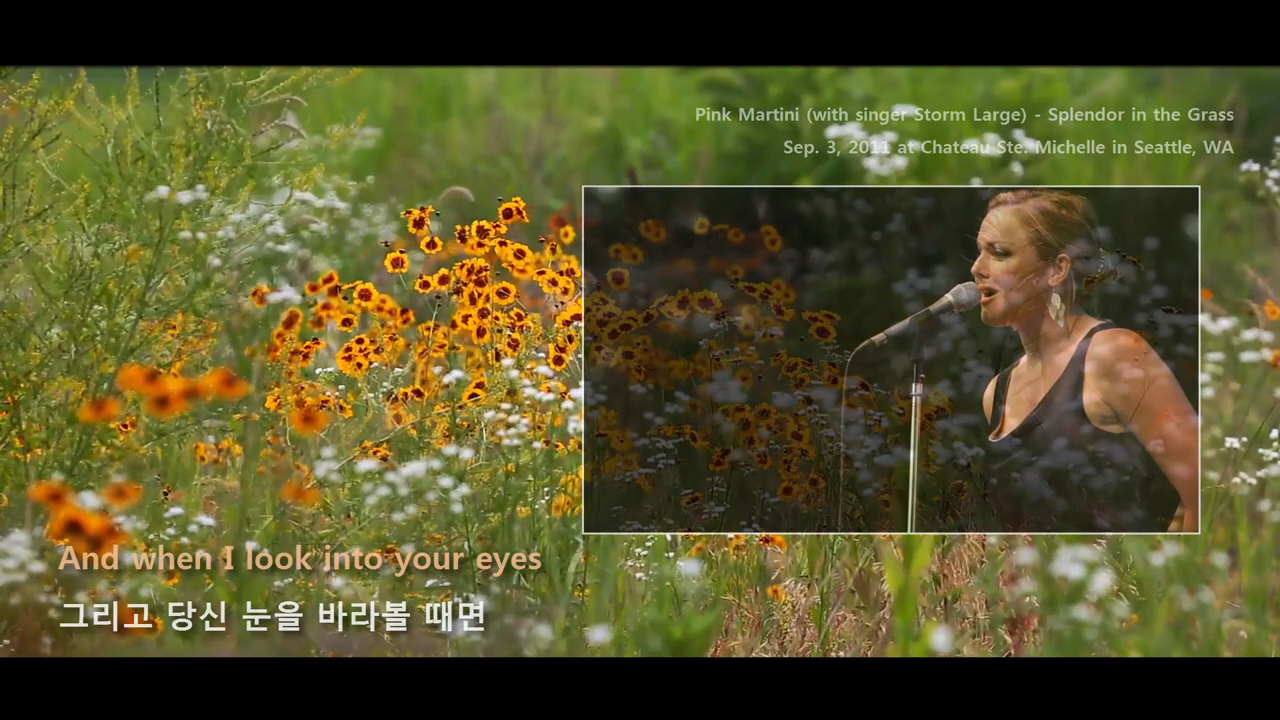 Pink Martini (with singer Storm Large) - Splendor in the Grass
Sep. 3, 2011 at Chateau Ste. Michelle in Seattle, WA
And when I look into your eyes
그리고 당신 눈을 바라볼 때면